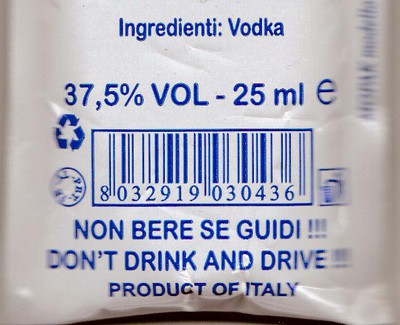 Ingredienti: Vodka
37,5% VOL - 25 ml ℮
8 032919 030436
NON BERE SE GUIDI !!!
DON'T DRINK AND DRIVE !!!
PRODUCT OF ITALY